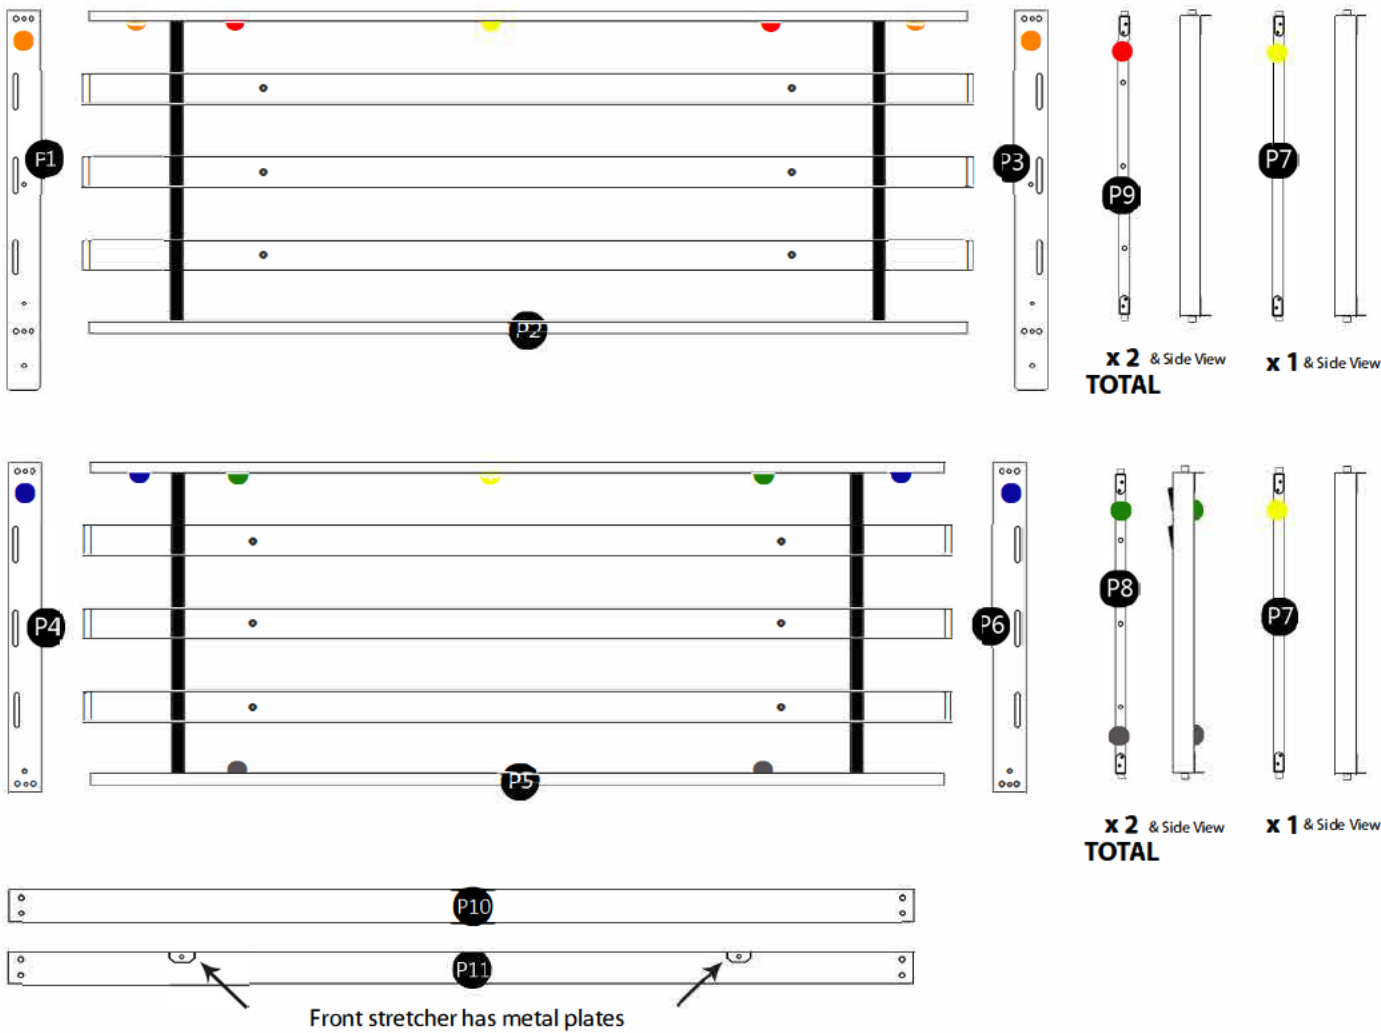 F1
P2
P3
P9
P7
x 2 & Side View
TOTAL
x 1 & Side View
P4
P5
P6
P8
P7
x 2 & Side View
TOTAL
x 1 & Side View
P10
P11
Front stretcher has metal plates